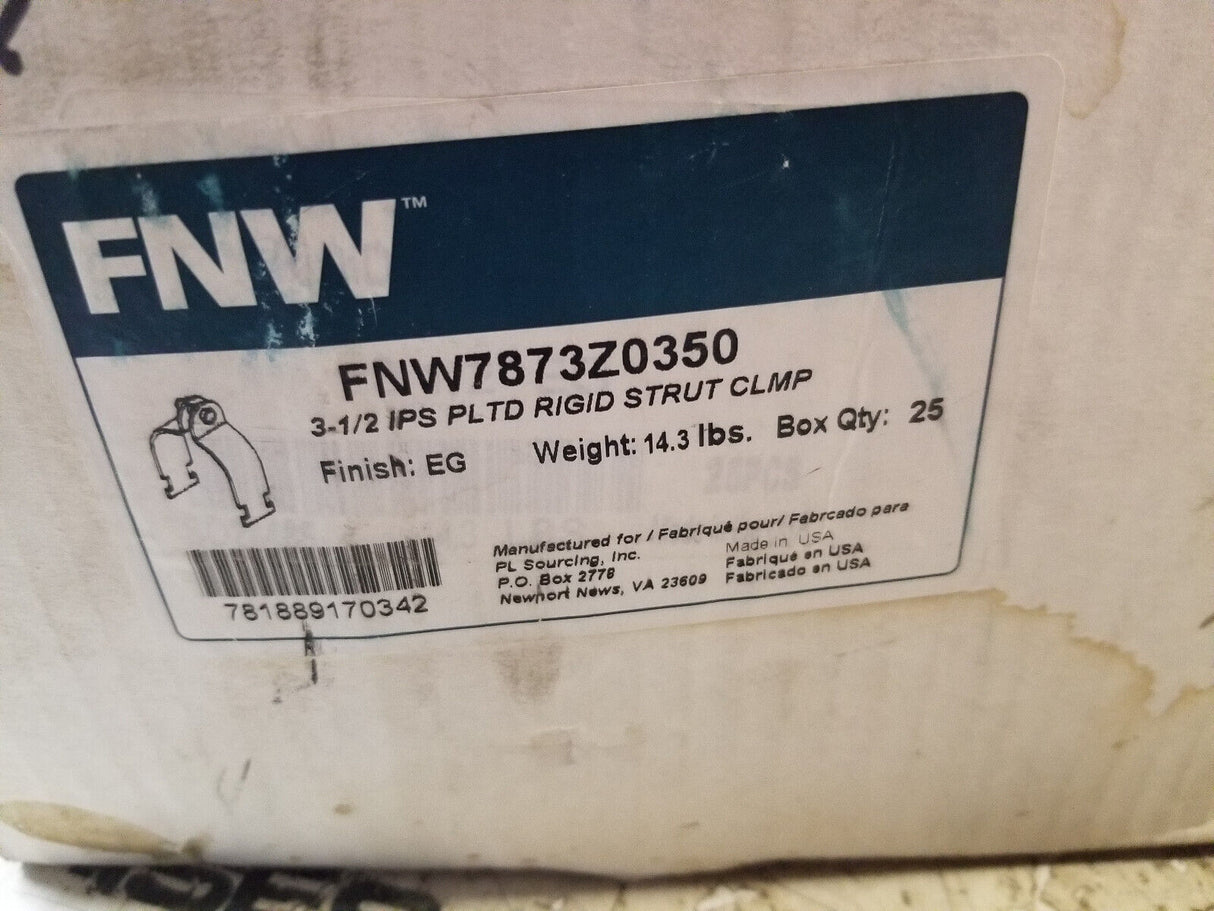 FNW™
FNW7873Z0350
3-1/2 IPS PLTD RIGID STRUT CLMP
Finish: EG Weight: 14.3 lbs. Box Qty: 25
Manufactured for / Fabriqué pour/ Fabrcado para
PL Sourcing, Inc. Made in USA
P.O. Box 2778 Fabriqué en USA
Newport News, VA 23609 Fabricado en USA
781889170342